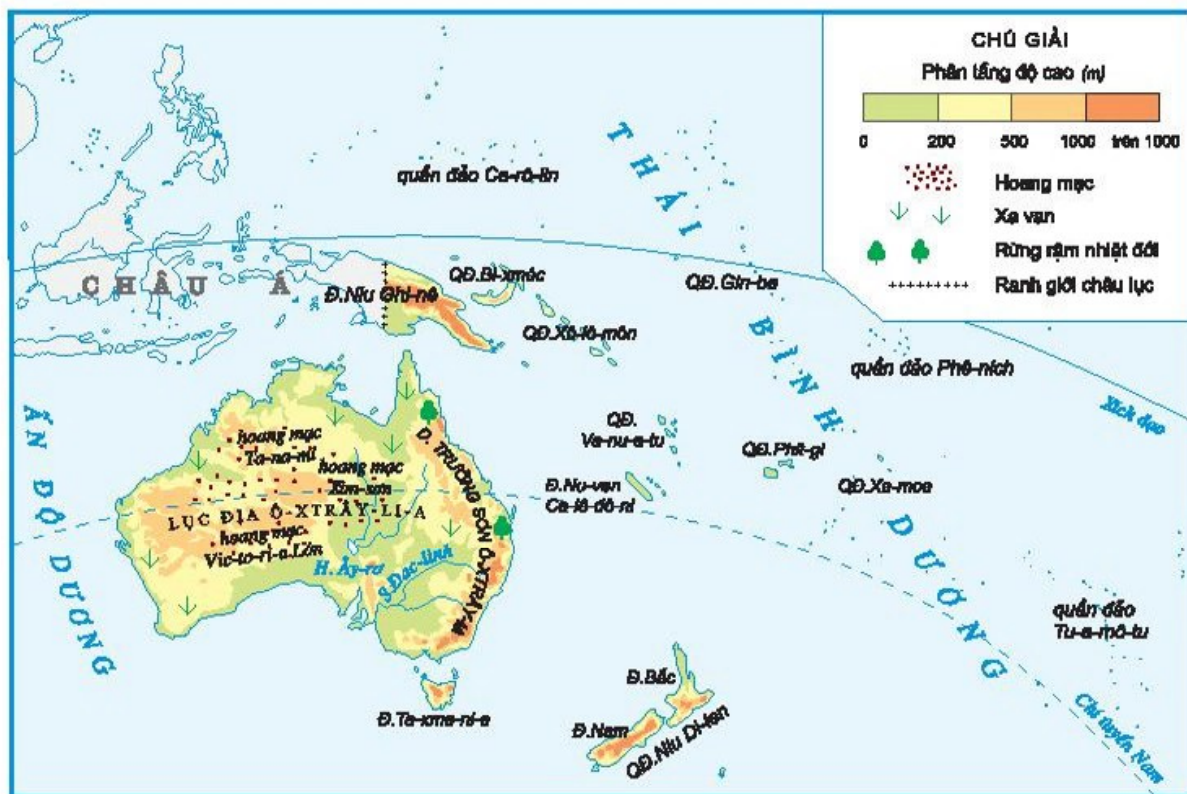 CHÚ GIẢI
Phân tầng độ cao (m)
0 200 500 1000 trên 1000
Hoang mạc
Xa van
Rừng rậm nhiệt đới
Ranh giới châu lục
THÁI
BÌNH
DƯƠNG
quần đảo Ca-rô-lin
CHÂU Á
Đ.Niu Ghi-nê
QĐ.Bi-xmác
QĐ.Gin-be
QĐ.Xô-lô-môn
quần đảo Phê-ních
Xích đạo
ẤN ĐỘ DƯƠNG
hoang mạc
Ta-na-mi
hoang mạc
Xim-sơn
LỤC ĐỊA Ô-XTRÂY-LI-A
hoang mạc
Vic-to-ri-a Lớn
H. Ây-rơ
S.Đac-linh
D. TRƯỜNG SƠN Ô-XTRÂY-LI-A
QĐ.
Va-nu-a-tu
QĐ.Phi-gi
Đ.Nu-ven
Ca-lê-đô-ni
QĐ.Xa-moa
quần đảo
Tu-a-mô-tu
Đ.Bắc
Đ.Nam
QĐ.Niu Di-len
Đ.Ta-xma-ni-a
Chí tuyến Nam